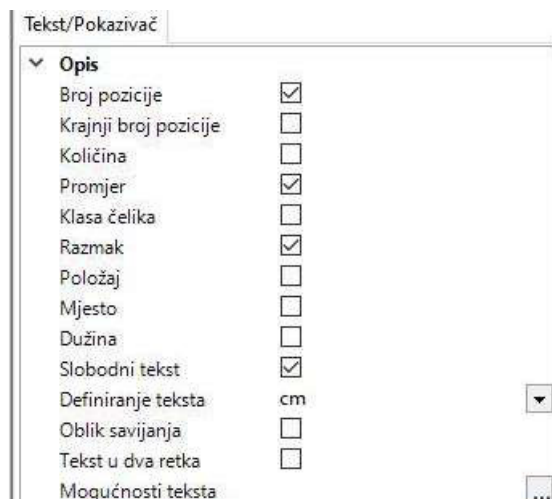 Tekst/Pokazivač
Opis
Broj pozicije
Krajnji broj pozicije
Količina
Promjer
Klasa čelika
Razmak
Položaj
Mjesto
Dužina
Slobodni tekst
Definiranje teksta cm
Oblik savijanja
Tekst u dva retka
Mogućnosti teksta ...